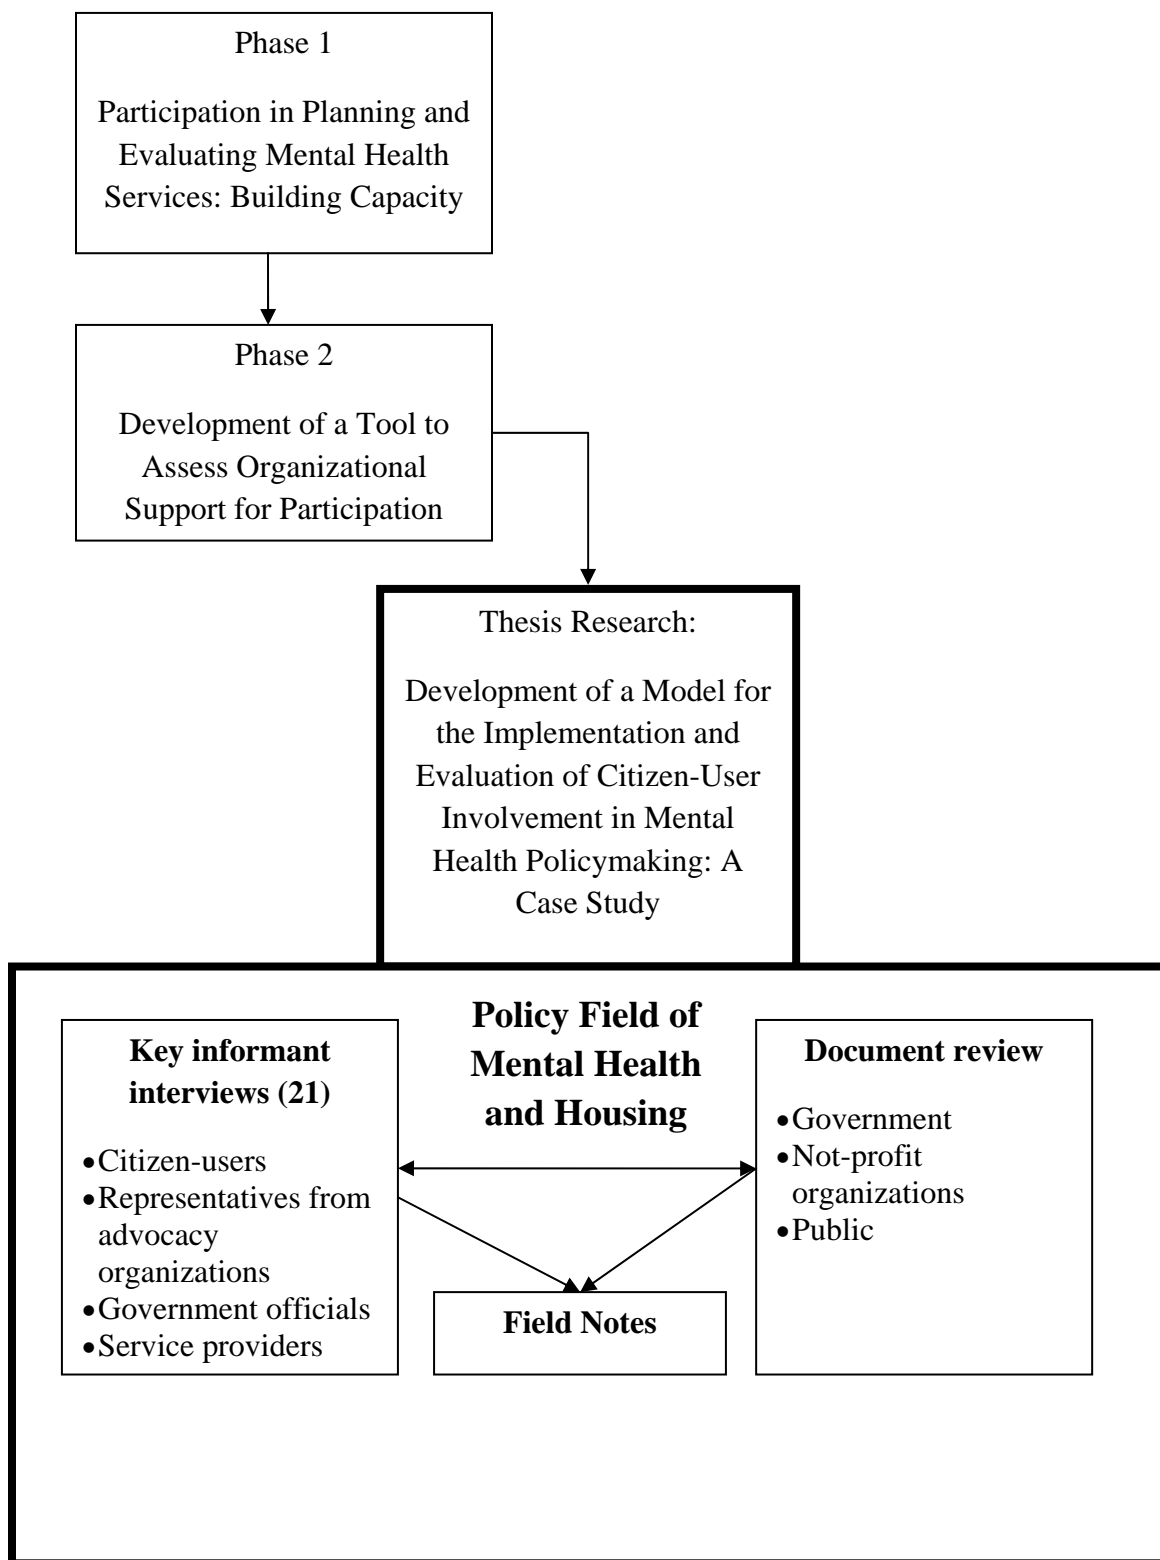 Phase 1
Participation in Planning and
Evaluating Mental Health
Services: Building Capacity
Phase 2
Development of a Tool to
Assess Organizational
Support for Participation
Thesis Research:
Development of a Model for
the Implementation and
Evaluation of Citizen-User
Involvement in Mental
Health Policymaking: A
Case Study
Policy Field of
Mental Health
and Housing
Key informant
interviews (21)
•Citizen-users
•Representatives from
advocacy
organizations
•Government officials
•Service providers
Document review
•Government
•Not-profit
organizations
•Public
Field Notes